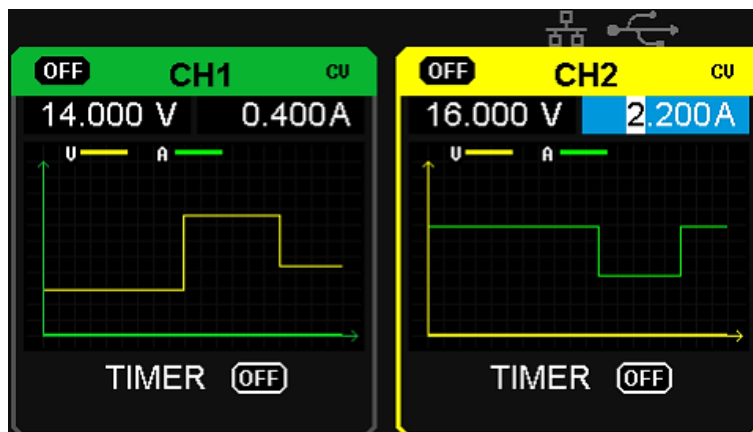 OFF CH1 CV
14.000 V 0.400A
V A
TIMER OFF
OFF CH2 CV
16.000 V 2.200A
V A
TIMER OFF